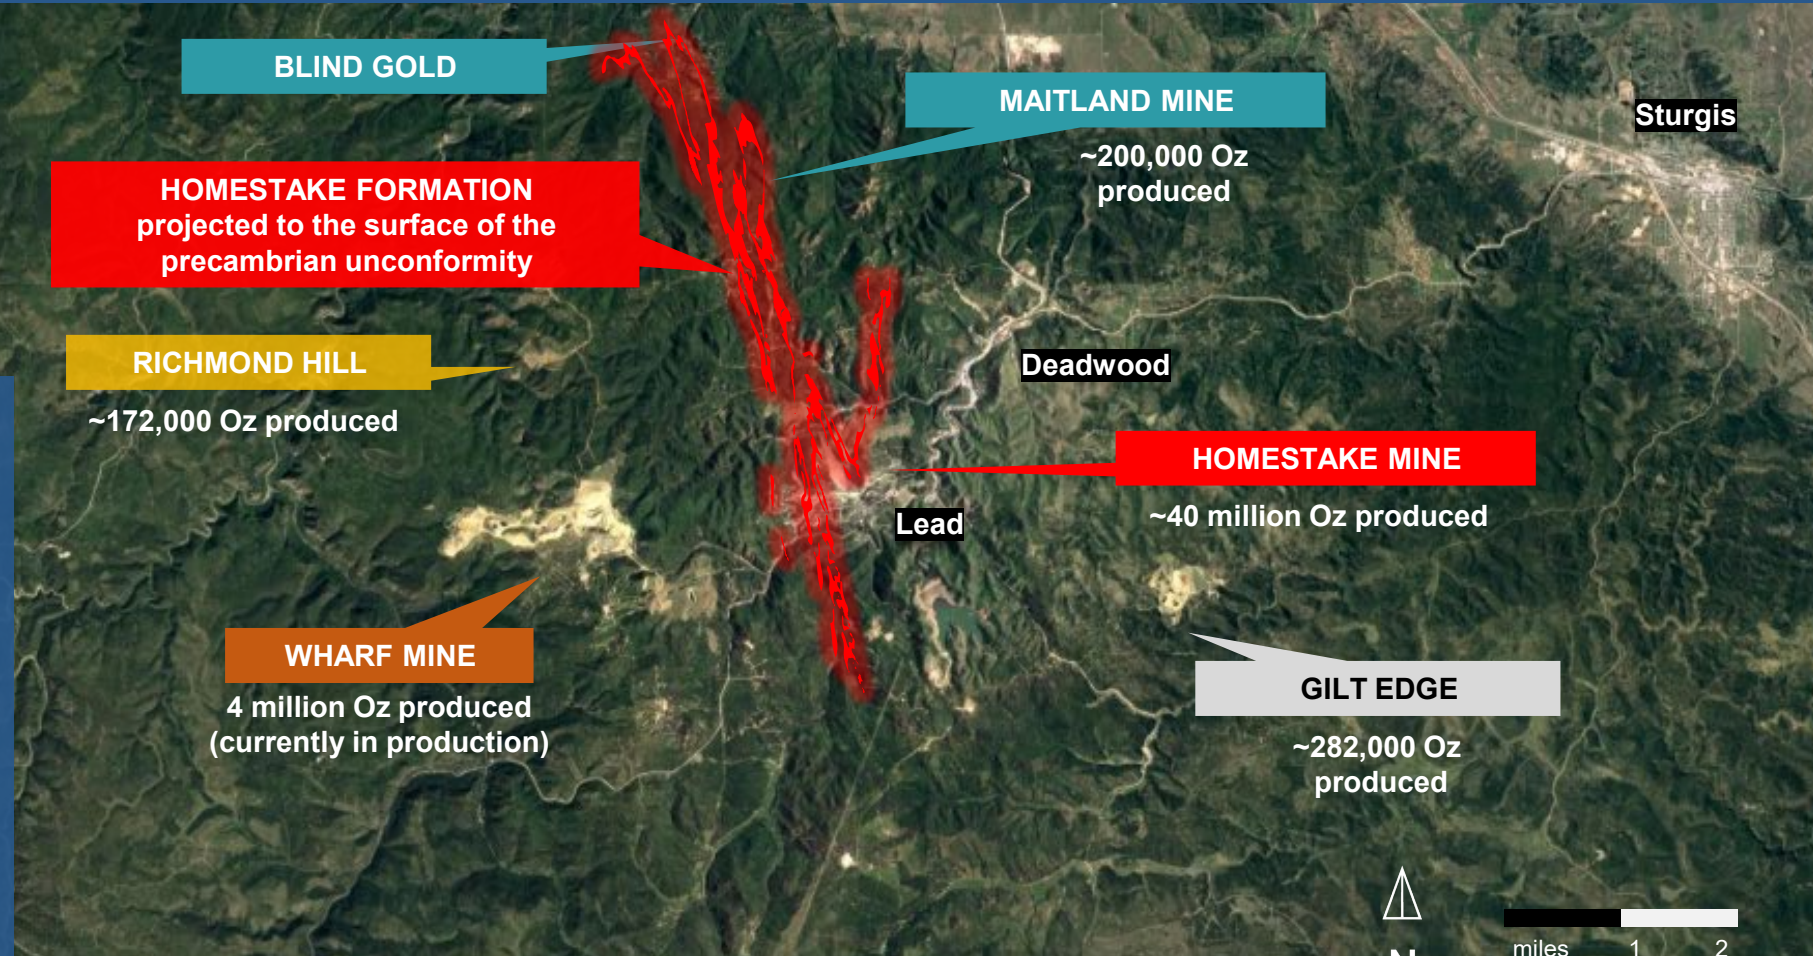 BLIND GOLD
MAITLAND MINE
~200,000 Oz
produced
Sturgis
HOMESTAKE FORMATION
projected to the surface of the
precambrian unconformity
RICHMOND HILL
~172,000 Oz produced
Deadwood
HOMESTAKE MINE
~40 million Oz produced
Lead
WHARF MINE
4 million Oz produced
(currently in production)
GILT EDGE
~282,000 Oz
produced
N
miles 1 2